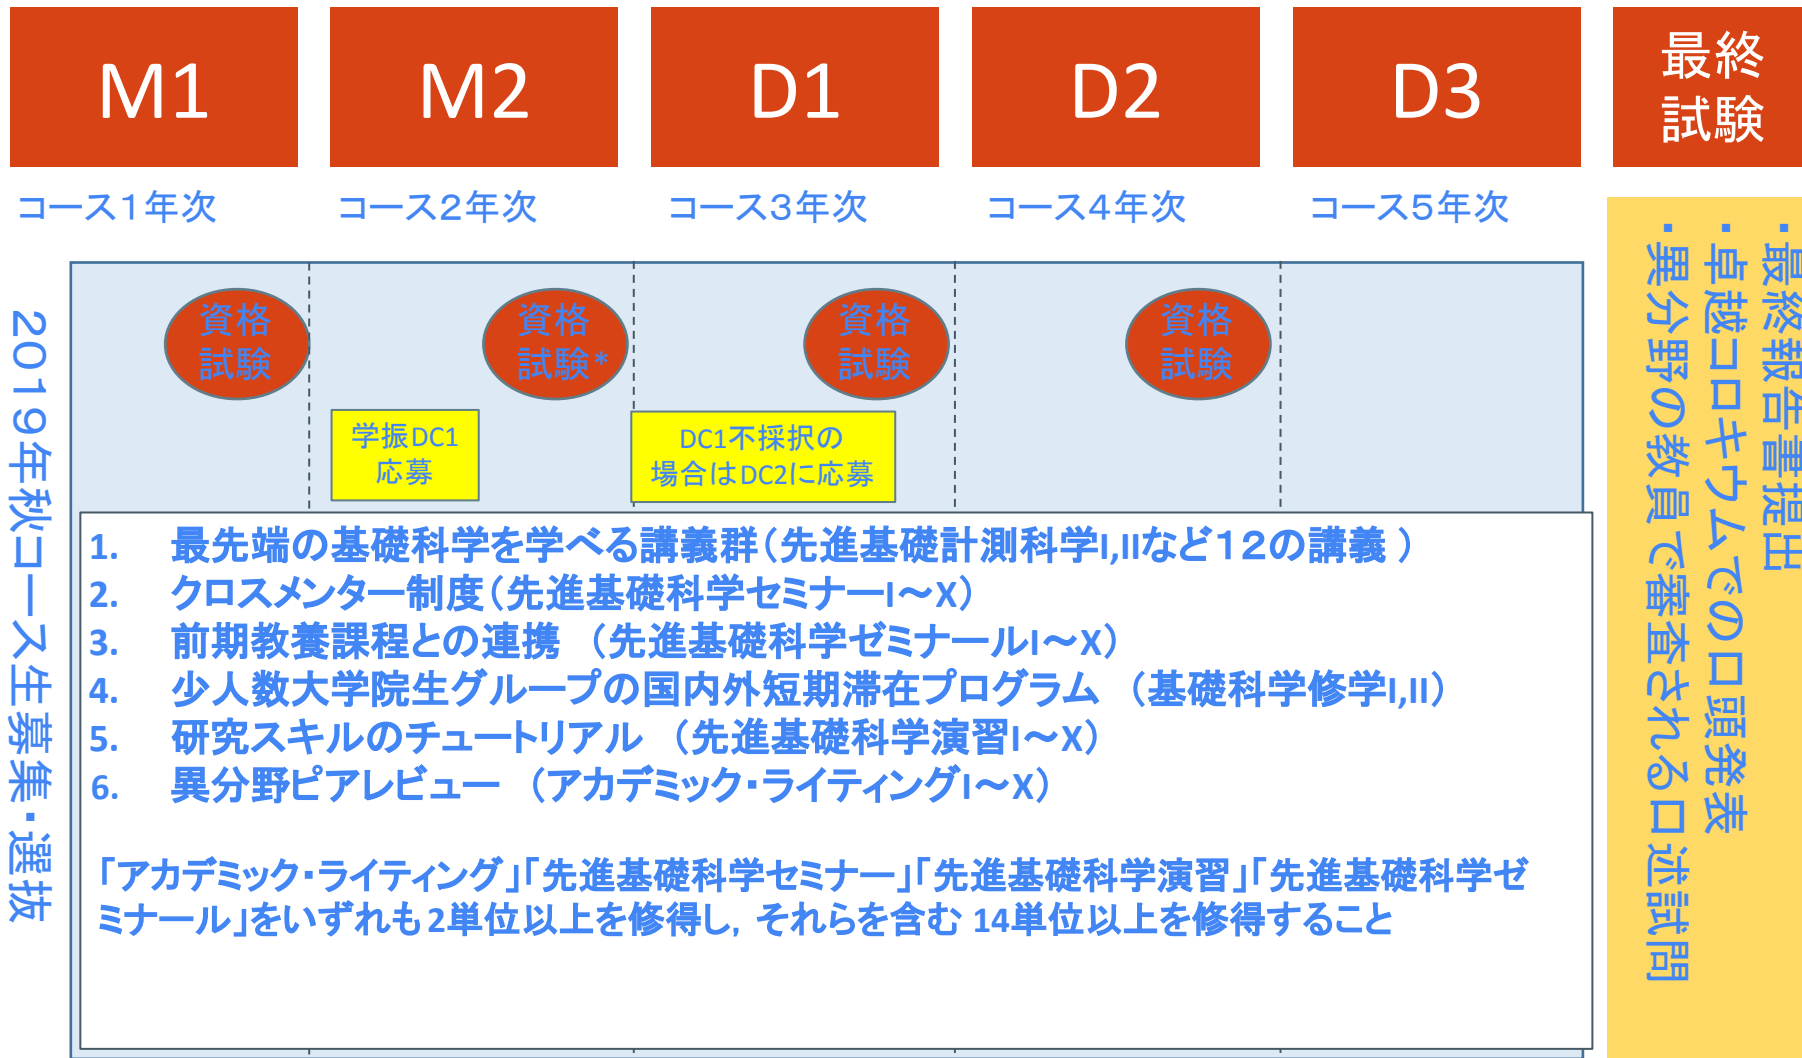 M1
M2
D1
D2
D3
最終
試験
コース1年次
コース2年次
コース3年次
コース4年次
コース5年次
2019年秋コース生募集・選抜
資格
試験
資格
試験*
資格
試験
資格
試験
学振DC1
応募
DC1不採択の
場合はDC2に応募
1. 最先端の基礎科学を学べる講義群(先進基礎計測科学I,IIなど12の講義 )
2. クロスメンター制度(先進基礎科学セミナーI~X)
3. 前期教養課程との連携 (先進基礎科学ゼミナールI~X)
4. 少人数大学院生グループの国内外短期滞在プログラム (基礎科学修学I,II)
5. 研究スキルのチュートリアル (先進基礎科学演習I~X)
6. 異分野ピアレビュー (アカデミック・ライティングI~X)
「アカデミック・ライティング」「先進基礎科学セミナー」「先進基礎科学演習」「先進基礎科学ゼ
ミナール」をいずれも2単位以上を修得し, それらを含む 14単位以上を修得すること
・最終報告書提出
・卓越コロキウムでの口頭発表
・異分野の教員で審査される口述試問